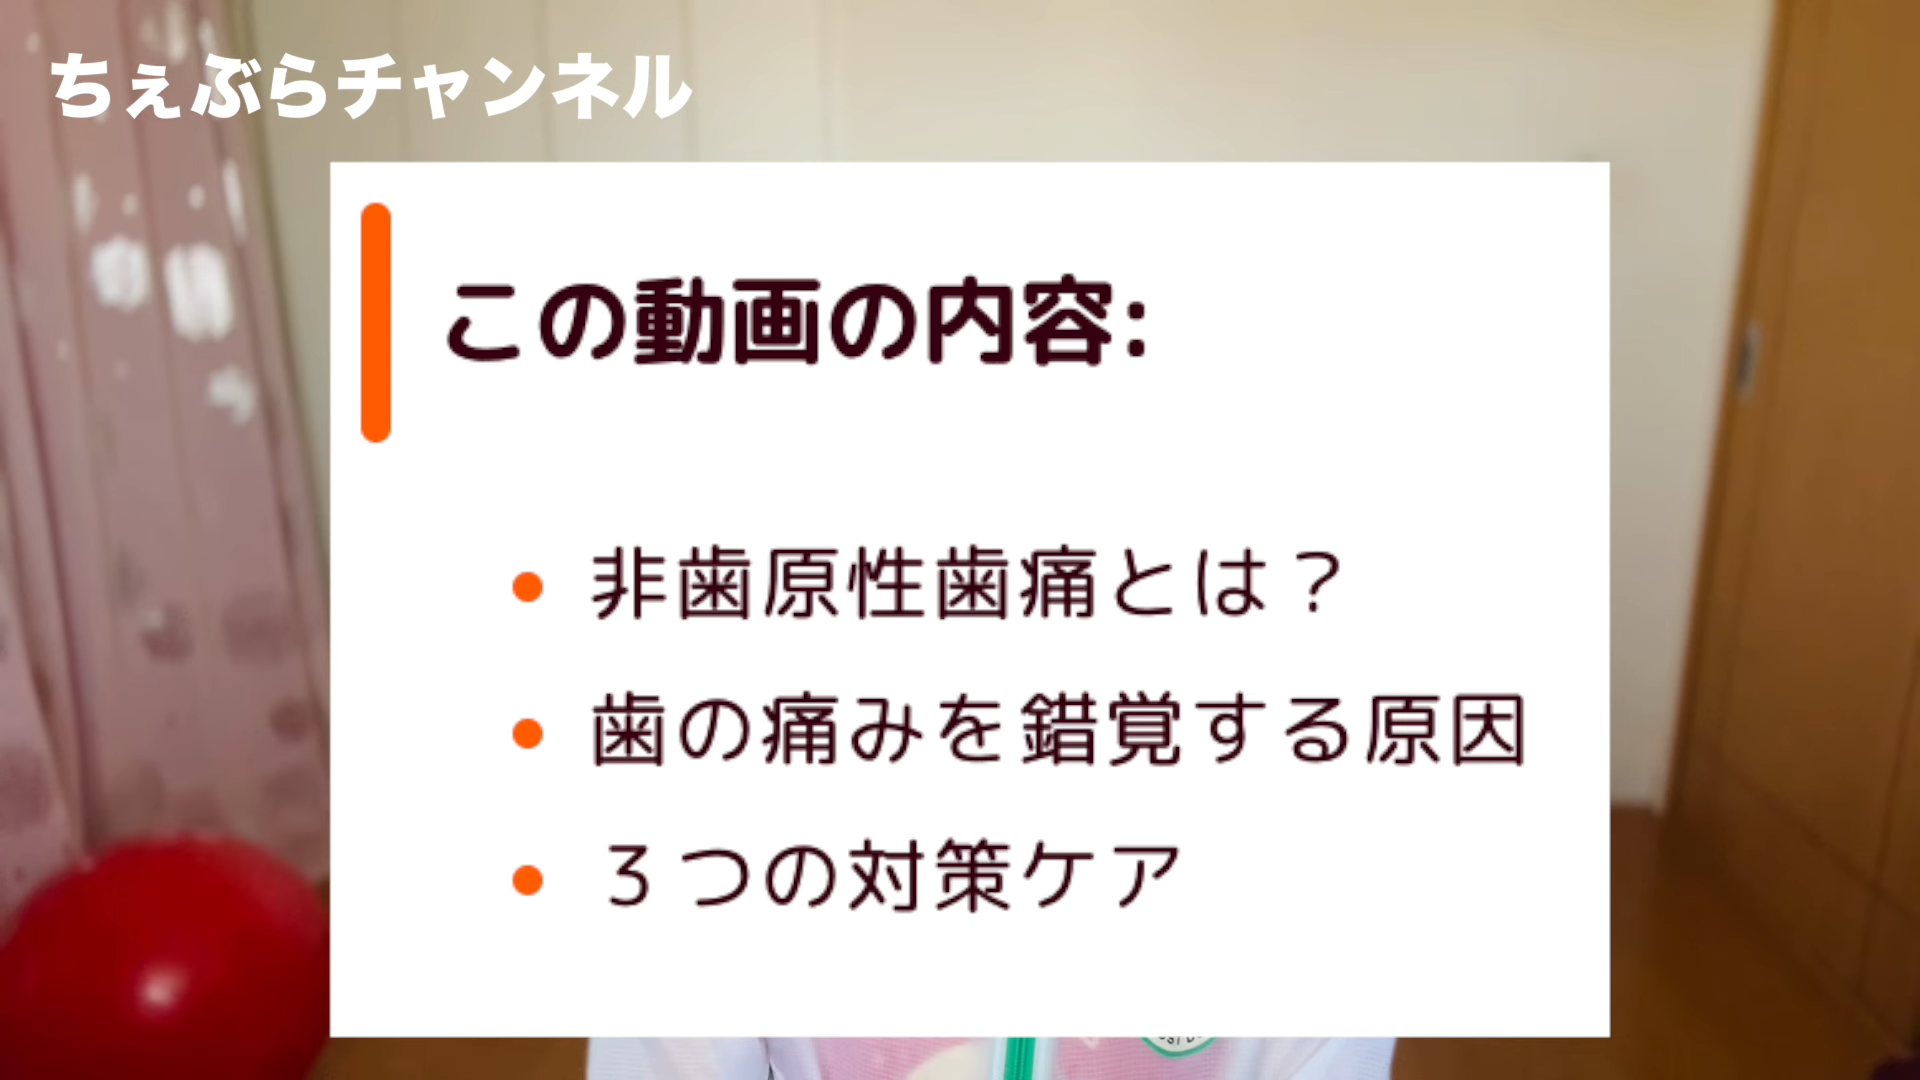 ちぇぶらチャンネル
この動画の内容:
非歯原性歯痛とは？
歯の痛みを錯覚する原因
３つの対策ケア